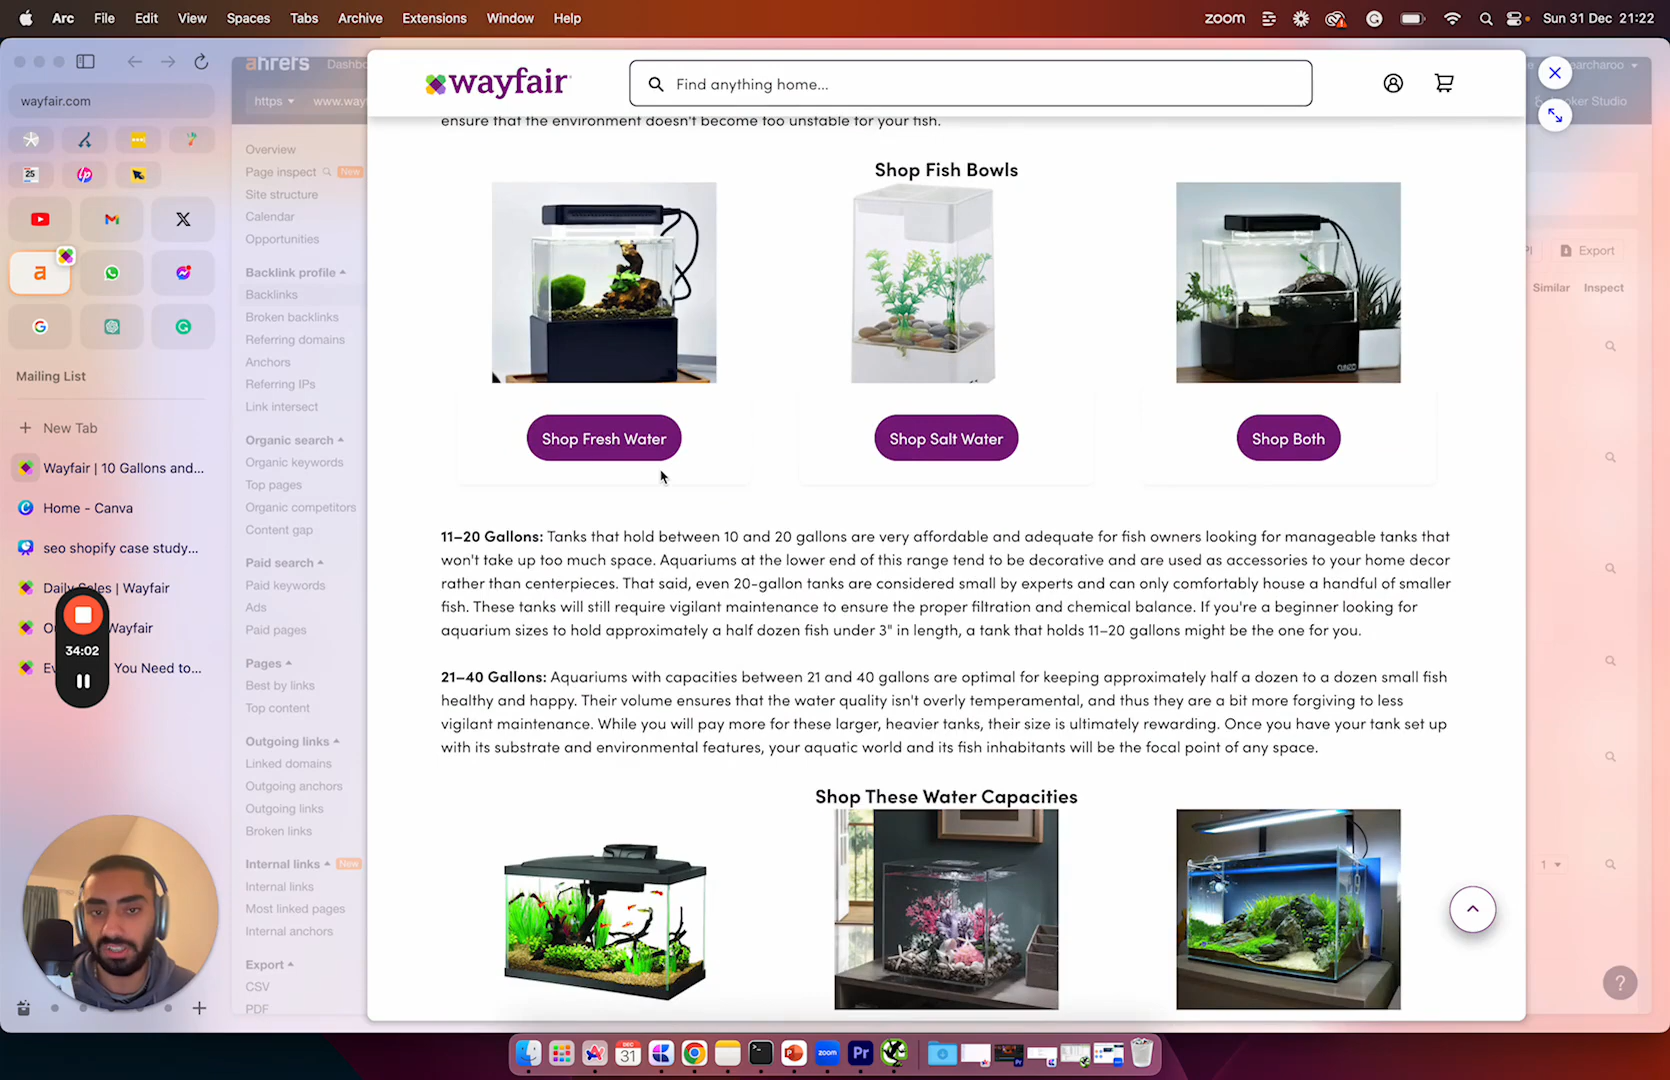 Arc File Edit View Spaces Tabs Archive Extensions Window Help
zoom Sun 31 Dec 21:22
ahrefs Dashbo
wayfair.com
https www.wayf
wayfair
Find anything home...
earcharoo
ooker Studio
Overview
Page inspect New
Site structure
Calendar
Opportunities
Backlink profile
Backlinks
Broken backlinks
Referring domains
Anchors
Referring IPs
Link intersect
Organic search
Organic keywords
Top pages
Organic competitors
Content gap
Paid search
Paid keywords
Ads
Paid pages
Pages
Best by links
Top content
Outgoing links
Linked domains
Outgoing anchors
Outgoing links
Broken links
Internal links New
Internal links
Most linked pages
Internal anchors
Export
CSV
PDF
25
Mailing List
New Tab
Wayfair | 10 Gallons and...
Home - Canva
seo shopify case study...
Daily Sales | Wayfair
Ou Wayfair
Ev You Need to...
34:02
ensure that the environment doesn't become too unstable for your fish.
Shop Fish Bowls
Shop Fresh Water
Shop Salt Water
Shop Both
11–20 Gallons: Tanks that hold between 10 and 20 gallons are very affordable and adequate for fish owners looking for manageable tanks that
won't take up too much space. Aquariums at the lower end of this range tend to be decorative and are used as accessories to your home decor
rather than centerpieces. That said, even 20-gallon tanks are considered small by experts and can only comfortably house a handful of smaller
fish. These tanks will still require vigilant maintenance to ensure the proper filtration and chemical balance. If you're a beginner looking for
aquarium sizes to hold approximately a half dozen fish under 3" in length, a tank that holds 11–20 gallons might be the one for you.
21–40 Gallons: Aquariums with capacities between 21 and 40 gallons are optimal for keeping approximately half a dozen to a dozen small fish
healthy and happy. Their volume ensures that the water quality isn't overly temperamental, and thus they are a bit more forgiving to less
vigilant maintenance. While you will pay more for these larger, heavier tanks, their size is ultimately rewarding. Once you have your tank set up
with its substrate and environmental features, your aquatic world and its fish inhabitants will be the focal point of any space.
Shop These Water Capacities
PI Export
Similar Inspect
1
?
DEC
31
zoom
Pr